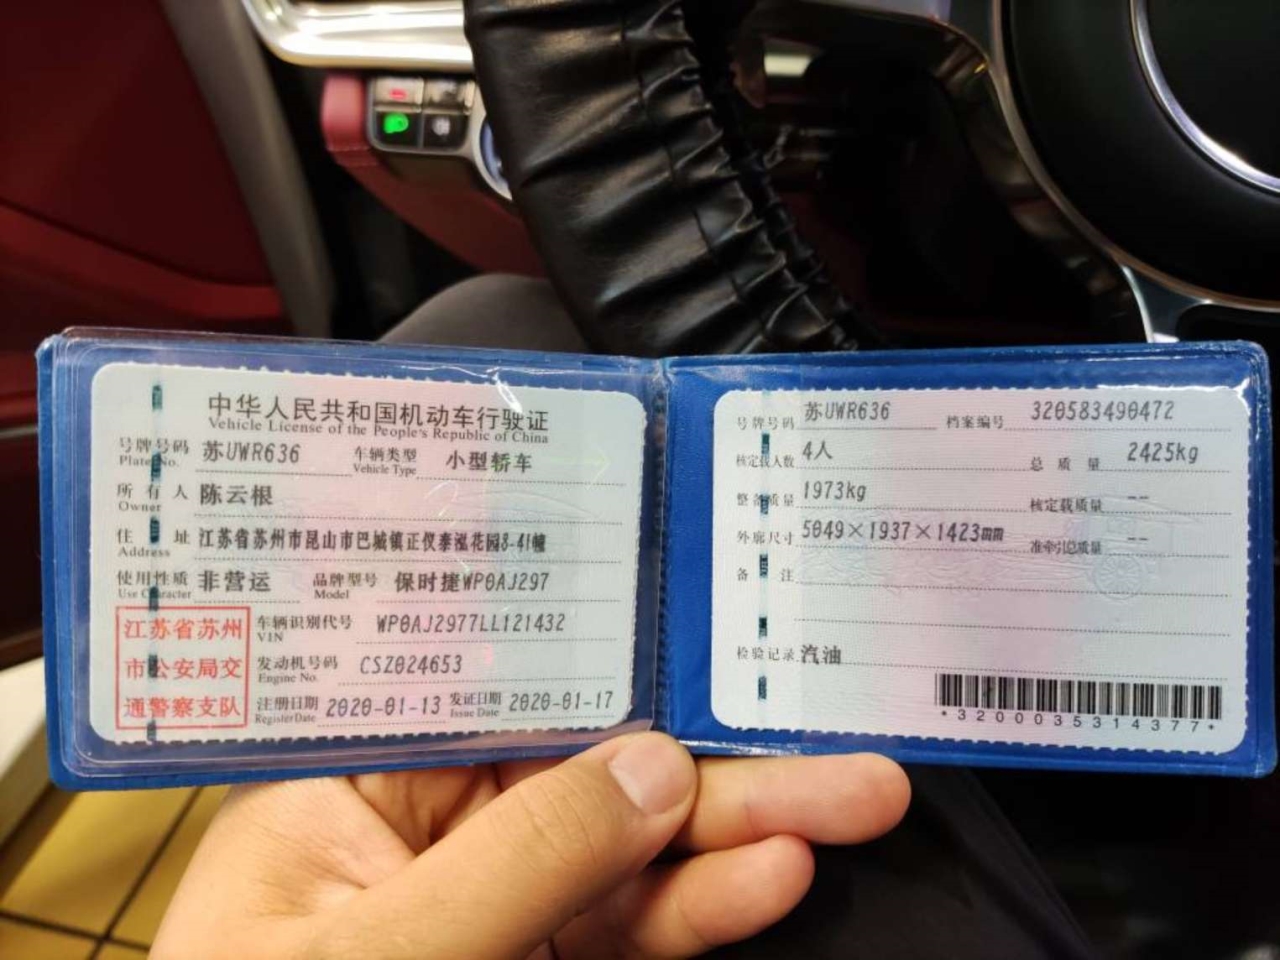 中华人民共和国机动车行驶证
Vehicle License of the People's Republic of China
号牌号码 苏UWR636 车辆类型 小型轿车
Plate No. Vehicle Type
所有人 陈云根
Owner
住址 江苏省苏州市昆山市巴城镇正仪泰泓花园8-41幢
Address
使用性质 非营运 品牌型号 保时捷WP0AJ297
Use Character Model
江苏省苏州
市公安局交
通警察支队
车辆识别代号 WP0AJ2977LL121432
VIN
发动机号码 CSZ024653
Engine No.
注册日期 2020-01-13 发证日期 2020-01-17
Register Date Issue Date
号牌号码 苏UWR636 档案编号 320583490472
核定载人数 4人 总质量 2425kg
整备质量 1973kg 核定载质量 --
外廓尺寸 5049×1937×1423mm 准牵引总质量 --
备注
检验记录 汽油
*3200035314377*